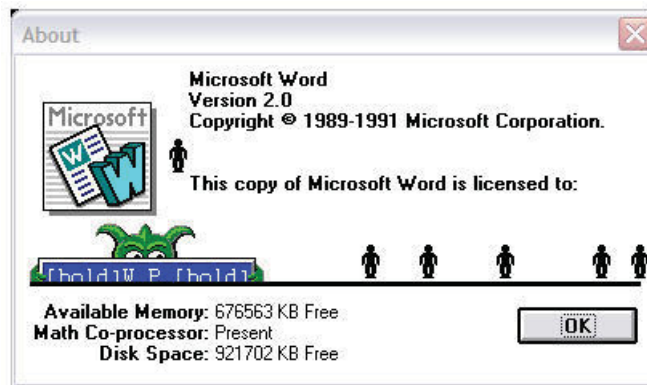 About
Microsoft Word
Version 2.0
Copyright © 1989-1991 Microsoft Corporation.
Microsoft
W
W
This copy of Microsoft Word is licensed to:
[bold]W.P.[bold]
Available Memory: 676563 KB Free
Math Co-processor: Present
Disk Space: 921702 KB Free
OK